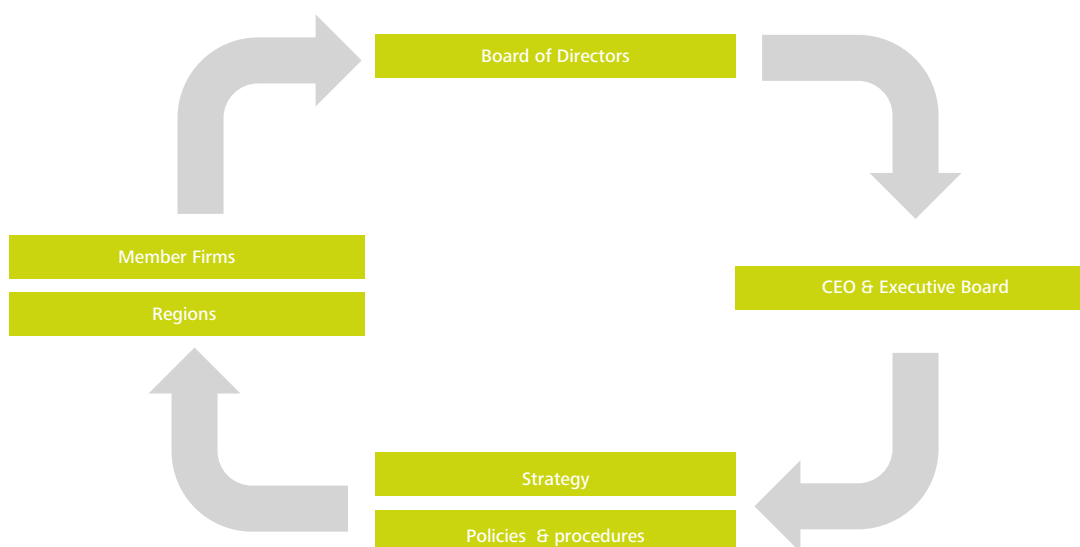 Board of Directors
Member Firms
Regions
CEO & Executive Board
Strategy
Policies & procedures